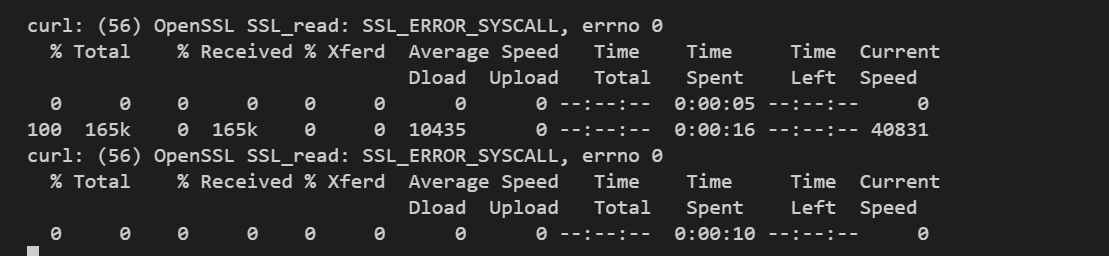 curl: (56) OpenSSL SSL_read: SSL_ERROR_SYSCALL, errno 0
  % Total    % Received % Xferd  Average Speed   Time    Time     Time  Current
                                 Dload  Upload   Total   Spent    Left  Speed
  0     0    0     0    0     0      0      0 --:--:--  0:00:05 --:--:--     0
100  165k    0  165k    0     0  10435      0 --:--:--  0:00:16 --:--:-- 40831
curl: (56) OpenSSL SSL_read: SSL_ERROR_SYSCALL, errno 0
  % Total    % Received % Xferd  Average Speed   Time    Time     Time  Current
                                 Dload  Upload   Total   Spent    Left  Speed
  0     0    0     0    0     0      0      0 --:--:--  0:00:10 --:--:--     0